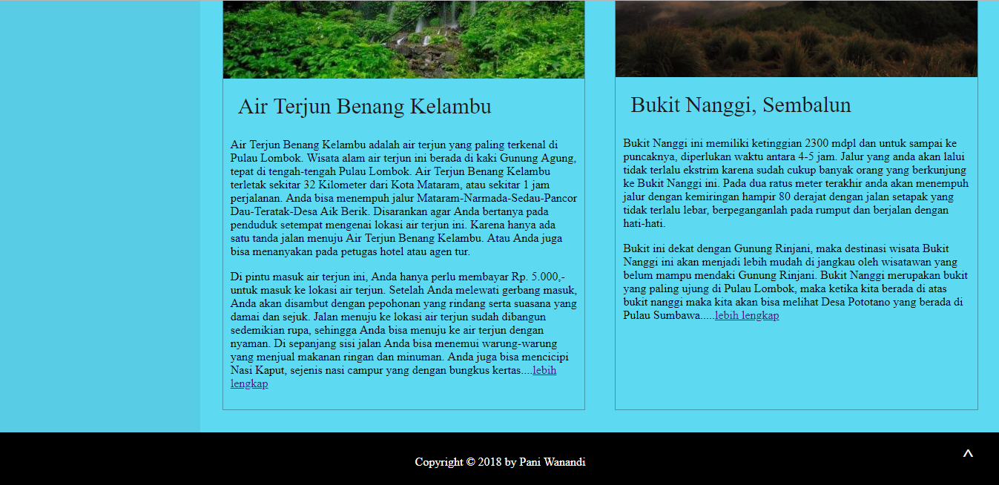 Air Terjun Benang Kelambu
Air Terjun Benang Kelambu adalah air terjun yang paling terkenal di
Pulau Lombok. Wisata alam air terjun ini berada di kaki Gunung Agung,
tepat di tengah-tengah Pulau Lombok. Air Terjun Benang Kelambu
terletak sekitar 32 Kilometer dari Kota Mataram, atau sekitar 1 jam
perjalanan. Anda bisa menempuh jalur Mataram-Narmada-Sedau-Pancor
Dau-Teratak-Desa Aik Berik. Disarankan agar Anda bertanya pada
penduduk setempat mengenai lokasi air terjun ini. Karena hanya ada
satu tanda jalan menuju Air Terjun Benang Kelambu. Atau Anda juga
bisa menanyakan pada petugas hotel atau agen tur.
Di pintu masuk air terjun ini, Anda hanya perlu membayar Rp. 5.000,-
untuk masuk ke lokasi air terjun. Setelah Anda melewati gerbang masuk,
Anda akan disambut dengan pepohonan yang rindang serta suasana yang
damai dan sejuk. Jalan menuju ke lokasi air terjun sudah dibangun
sedemikian rupa, sehingga Anda bisa menuju ke air terjun dengan
nyaman. Di sepanjang sisi jalan Anda bisa menemui warung-warung
yang menjual makanan ringan dan minuman. Anda juga bisa mencicipi
Nasi Kaput, sejenis nasi campur yang dengan bungkus kertas....lebih
lengkap
Bukit Nanggi, Sembalun
Bukit Nanggi ini memiliki ketinggian 2300 mdpl dan untuk sampai ke
puncaknya, diperlukan waktu antara 4-5 jam. Jalur yang anda akan lalui
tidak terlalu ekstrim karena sudah cukup banyak orang yang berkunjung
ke Bukit Nanggi ini. Pada dua ratus meter terakhir anda akan menempuh
jalur dengan kemiringan hampir 80 derajat dengan jalan setapak yang
tidak terlalu lebar, berpeganganlah pada rumput dan berjalan dengan
hati-hati.
Bukit ini dekat dengan Gunung Rinjani, maka destinasi wisata Bukit
Nanggi ini akan menjadi lebih mudah di jangkau oleh wisatawan yang
belum mampu mendaki Gunung Rinjani. Bukit Nanggi merupakan bukit
yang paling ujung di Pulau Lombok, maka ketika kita berada di atas
bukit nanggi maka kita akan bisa melihat Desa Pototano yang berada di
Pulau Sumbawa.....lebih lengkap
^
Copyright © 2018 by Pani Wanandi